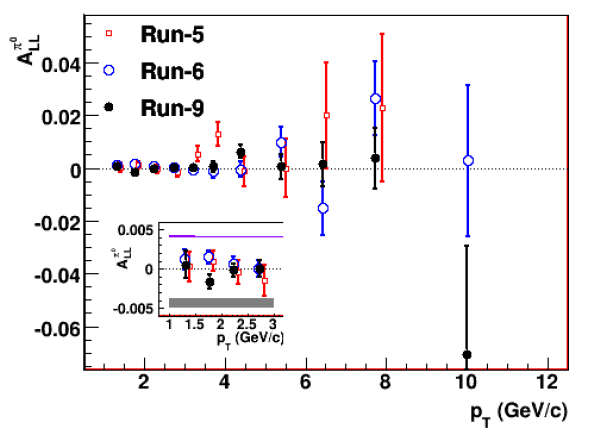 A_LL^π⁰
0.04
0.02
0
-0.02
-0.04
-0.06
Run-5
Run-6
Run-9
A_LL^π⁰
0.005
0
-0.005
1 1.5 2 2.5 3
p_T (GeV/c)
2 4 6 8 10 12
p_T (GeV/c)